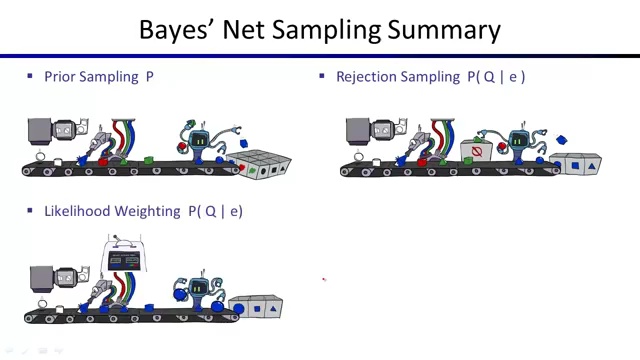 Bayes’ Net Sampling Summary
Prior Sampling P
Rejection Sampling P( Q | e )
Likelihood Weighting P( Q | e)